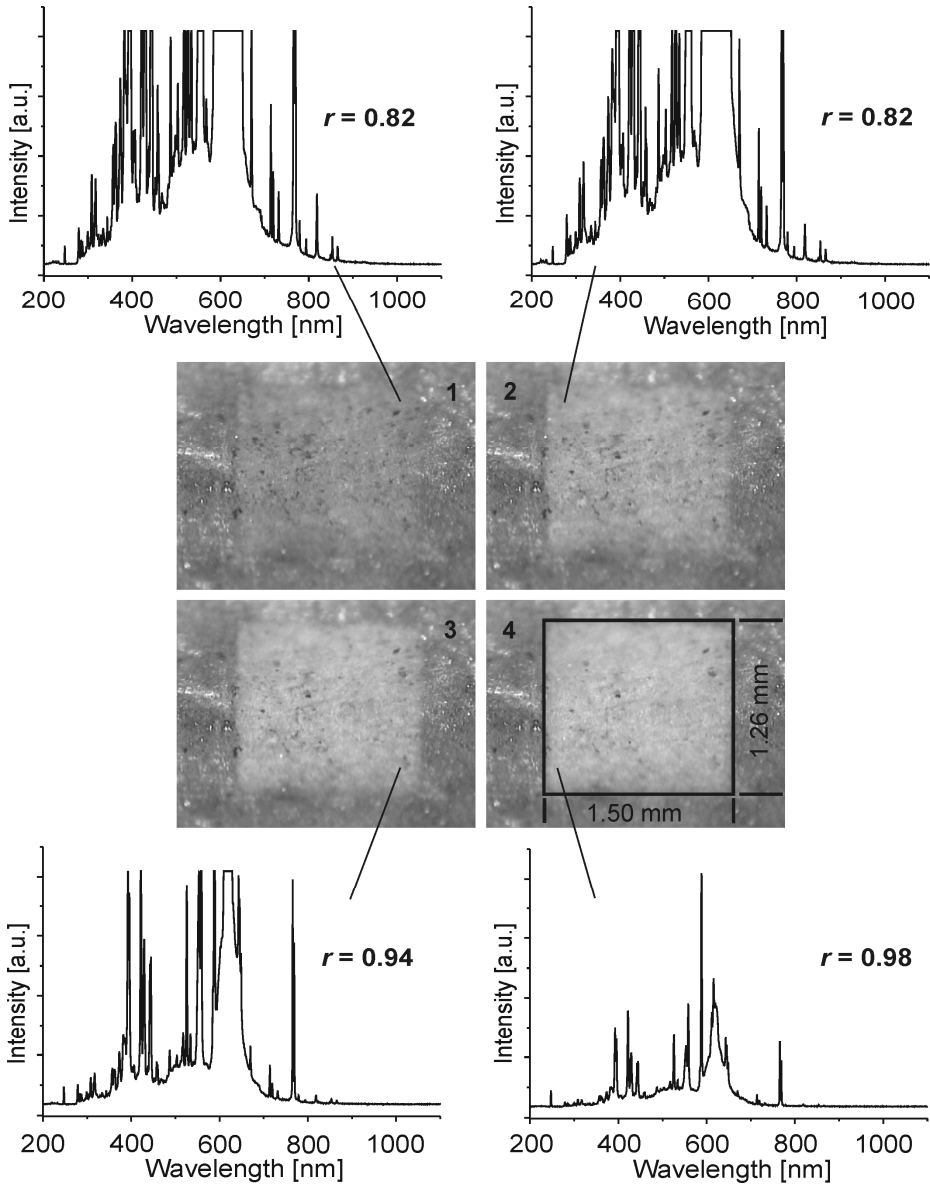 Intensity [a.u.]
r = 0.82
200 400 600 800 1000
Wavelength [nm]
Intensity [a.u.]
r = 0.82
200 400 600 800 1000
Wavelength [nm]
1
2
3
4
1.26 mm
1.50 mm
Intensity [a.u.]
r = 0.94
200 400 600 800 1000
Wavelength [nm]
Intensity [a.u.]
r = 0.98
200 400 600 800 1000
Wavelength [nm]